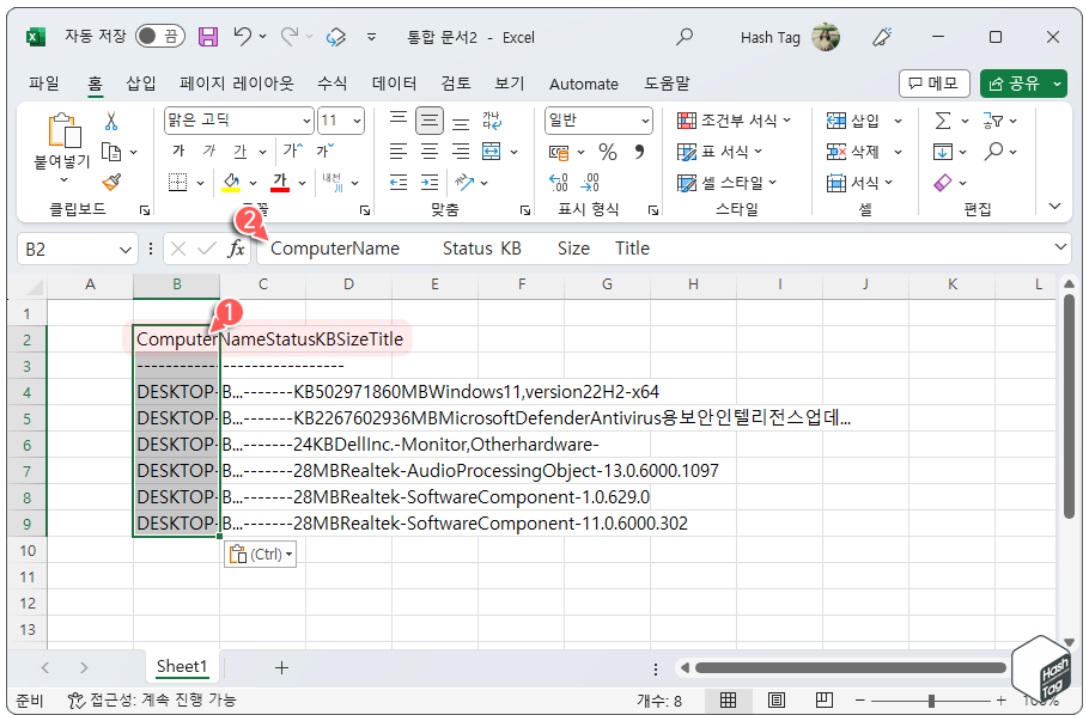 자동 저장 끔 통합 문서2 - Excel Hash Tag
파일 홈 삽입 페이지 레이아웃 수식 데이터 검토 보기 Automate 도움말 메모 공유
붙여넣기 맑은 고딕 11 가나다 일반 조건부 서식 삽입
가 가 가 가 가 % 표 서식 삭제
가 내천 셀 스타일 서식
클립보드 맞춤 표시 형식 스타일 셀 편집
2
B2 fx ComputerName Status KB Size Title
A B C D E F G H I J K L
1
1
2 ComputerNameStatusKBSizeTitle
3 -----------------------------
4 DESKTOP-B...-------KB502971860MBWindows11,version22H2-x64
5 DESKTOP-B...-------KB2267602936MBMicrosoftDefenderAntivirus용보안인텔리전스업데...
6 DESKTOP-B...-------24KBDellInc.-Monitor,Otherhardware-
7 DESKTOP-B...-------28MBRealtek-AudioProcessingObject-13.0.6000.1097
8 DESKTOP-B...-------28MBRealtek-SoftwareComponent-1.0.629.0
9 DESKTOP-B...-------28MBRealtek-SoftwareComponent-11.0.6000.302
10 (Ctrl)
11
12
13
Sheet1
Hash Tag
준비 접근성: 계속 진행 가능 개수: 8